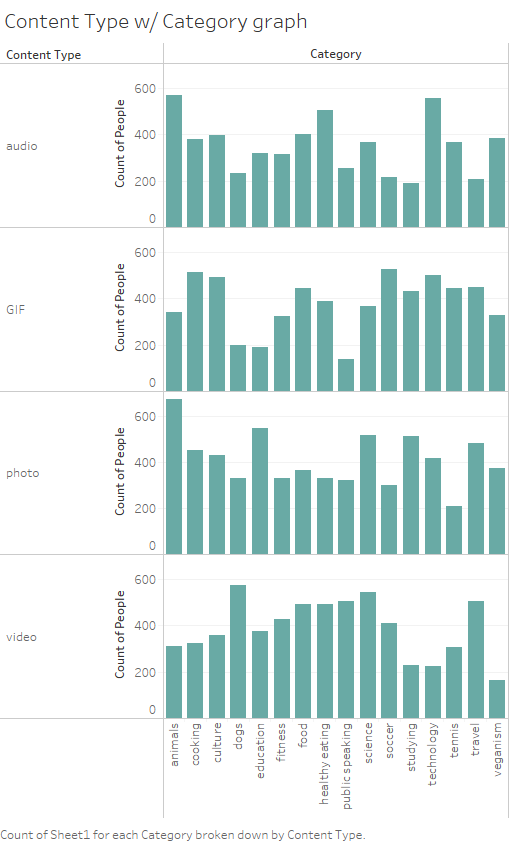 Content Type w/ Category graph
Content Type
Category
audio
Count of People
600
400
200
0
GIF
Count of People
600
400
200
0
photo
Count of People
600
400
200
0
video
Count of People
600
400
200
0
animals
cooking
culture
dogs
education
fitness
food
healthy eating
public speaking
science
soccer
studying
technology
tennis
travel
veganism
Count of Sheet1 for each Category broken down by Content Type.